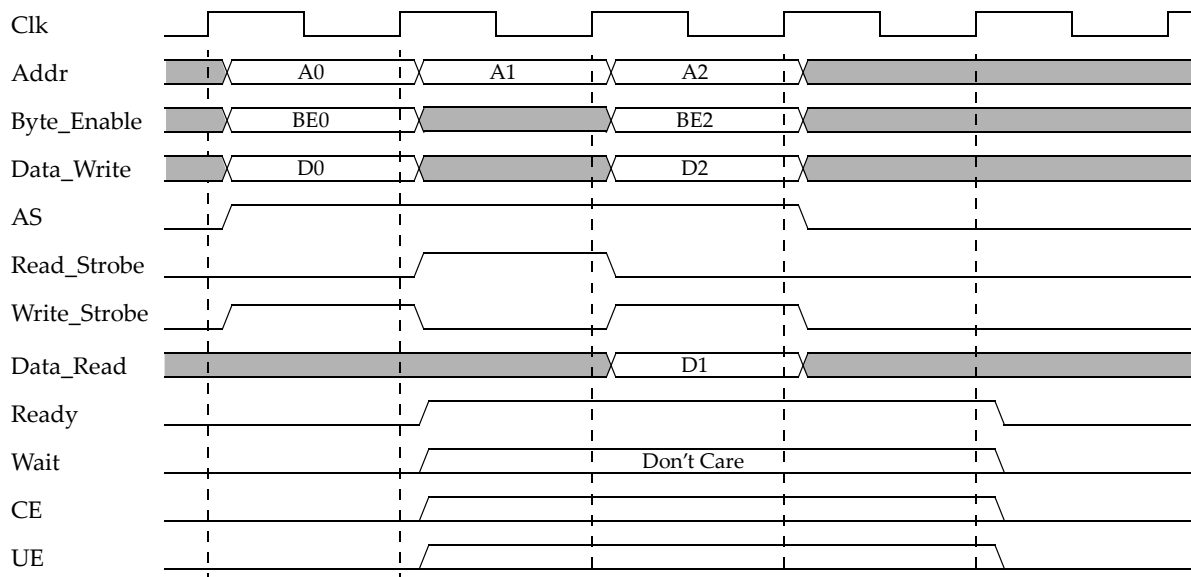 Clk
Addr A0 A1 A2
Byte_Enable BE0 BE2
Data_Write D0 D2
AS
Read_Strobe
Write_Strobe
Data_Read D1
Ready
Wait Don't Care
CE
UE